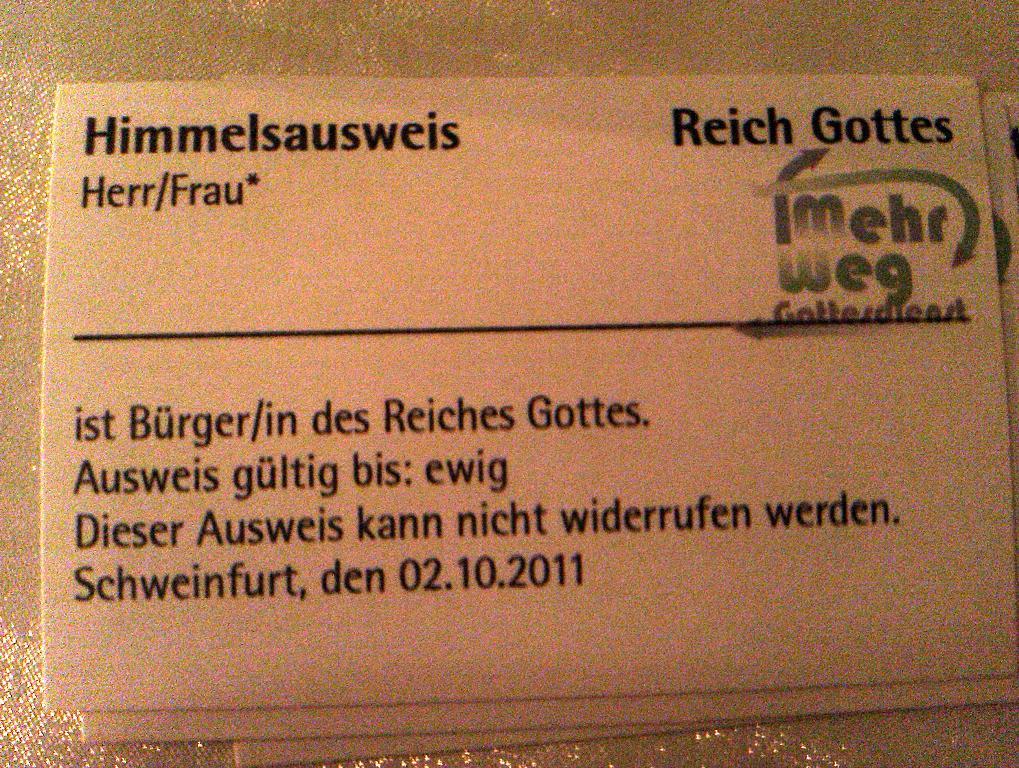 Himmelsausweis
Reich Gottes
Herr/Frau*
Mehr
weg
Gottesdienst
ist Bürger/in des Reiches Gottes.
Ausweis gültig bis: ewig
Dieser Ausweis kann nicht widerrufen werden.
Schweinfurt, den 02.10.2011